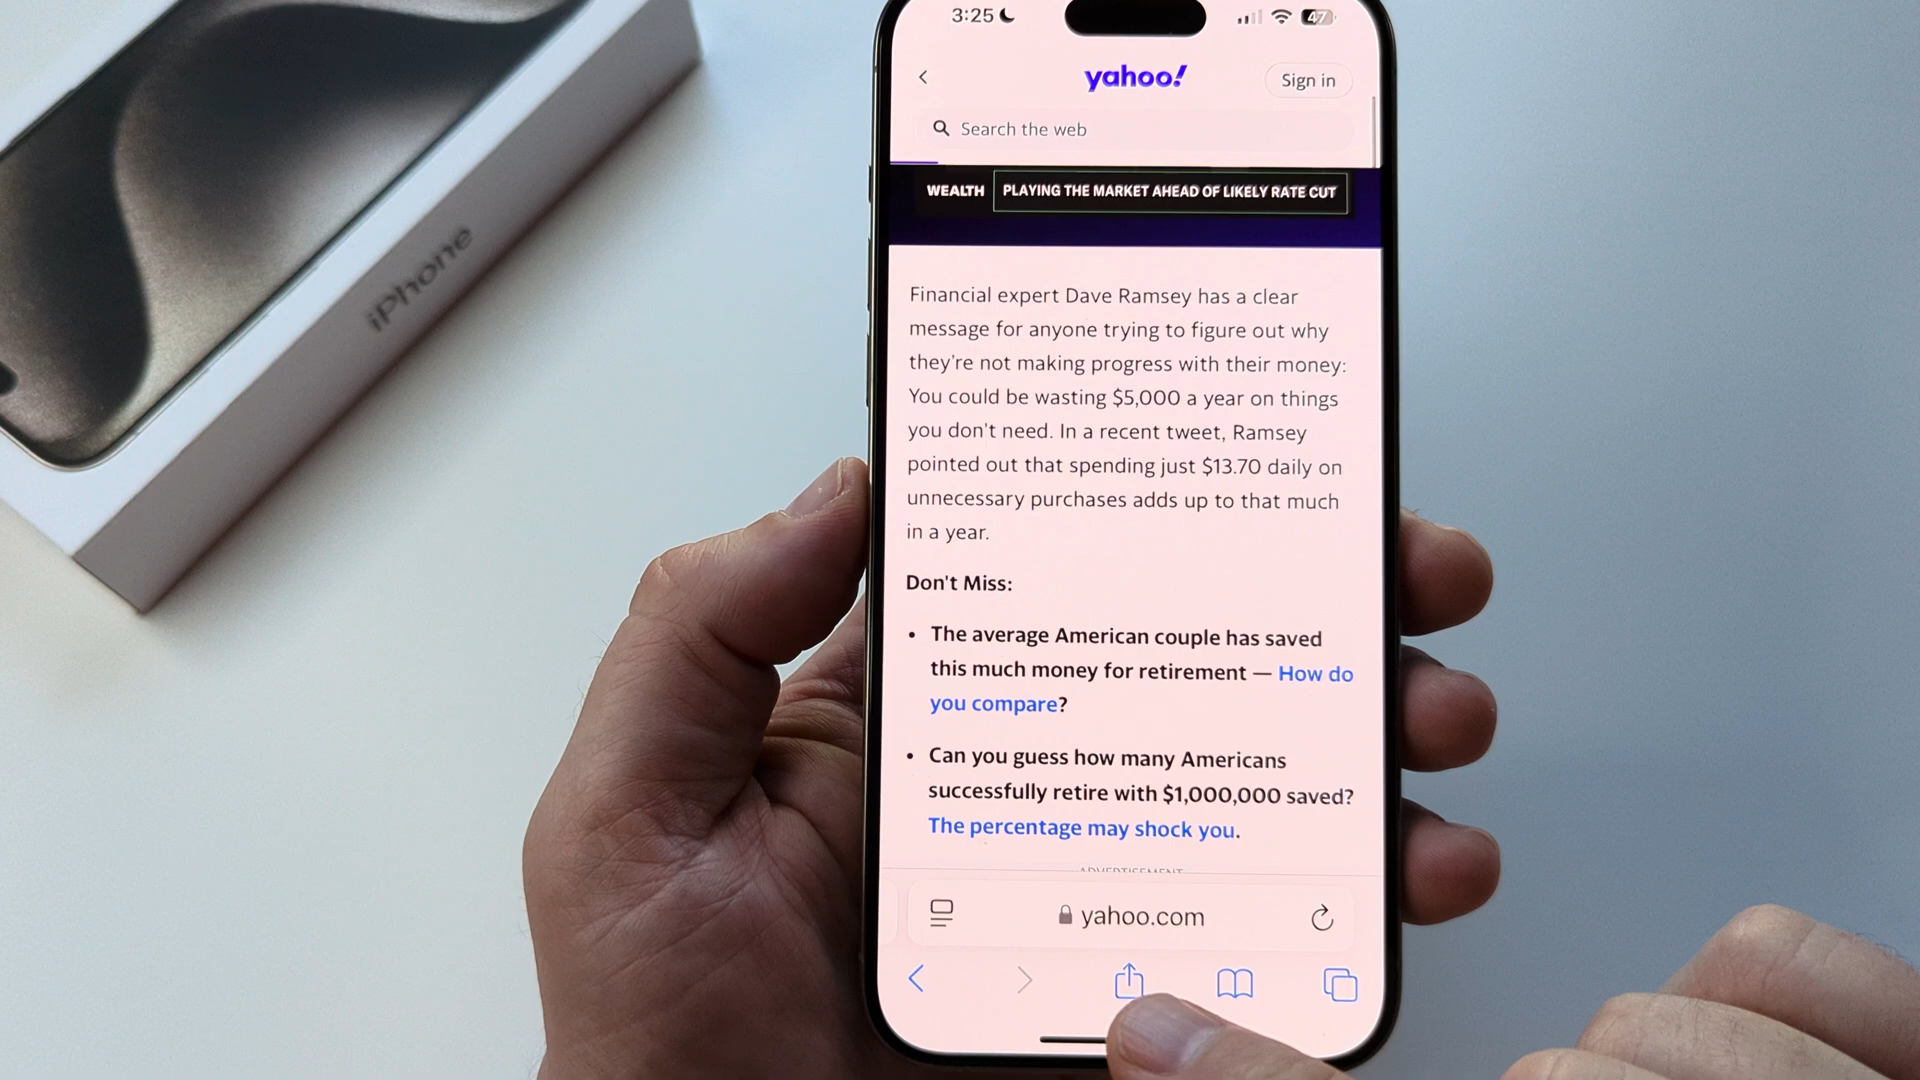 iPhone
3:25
47
yahoo!
Sign in
Search the web
WEALTH PLAYING THE MARKET AHEAD OF LIKELY RATE CUT
Financial expert Dave Ramsey has a clear
message for anyone trying to figure out why
they're not making progress with their money:
You could be wasting $5,000 a year on things
you don't need. In a recent tweet, Ramsey
pointed out that spending just $13.70 daily on
unnecessary purchases adds up to that much
in a year.
Don't Miss:
• The average American couple has saved
this much money for retirement — How do
you compare?
• Can you guess how many Americans
successfully retire with $1,000,000 saved?
The percentage may shock you.
ADVERTISEMENT
yahoo.com